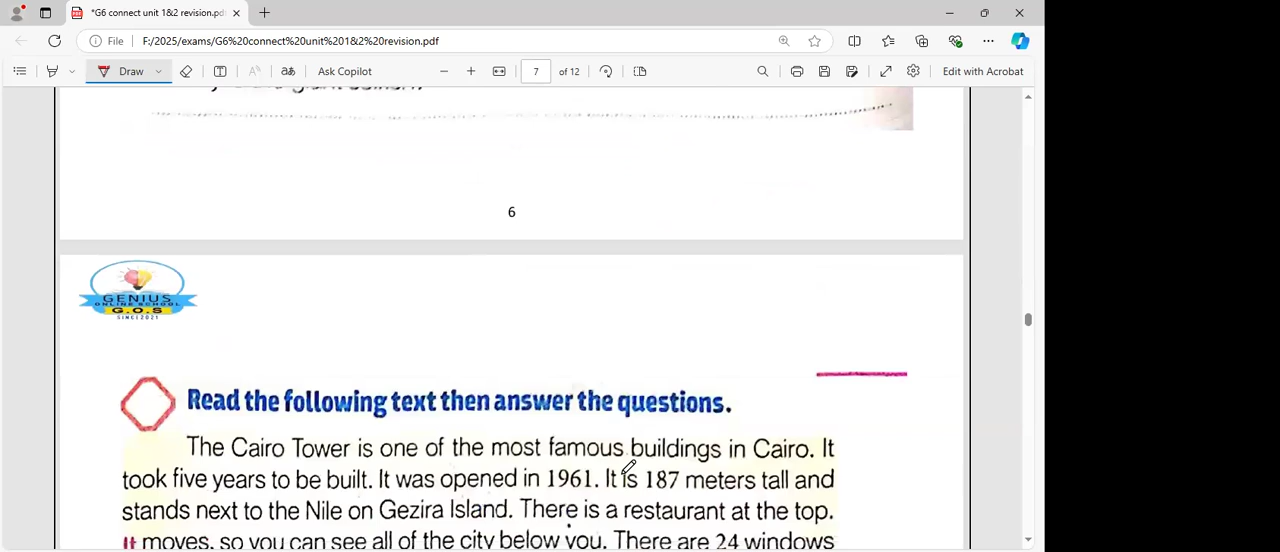 *G6 connect unit 1&2 revision.pdf
File F:/2025/exams/G6%20connect%20unit%201&2%20revision.pdf
Draw Ask Copilot 7 of 12 Edit with Acrobat
6
GENIUS
ONLINE SCHOOL
G.O.S
SINCE 2021
Read the following text then answer the questions.
The Cairo Tower is one of the most famous buildings in Cairo. It
took five years to be built. It was opened in 1961. It is 187 meters tall and
stands next to the Nile on Gezira Island. There is a restaurant at the top.
It moves, so you can see all of the city below you. There are 24 windows